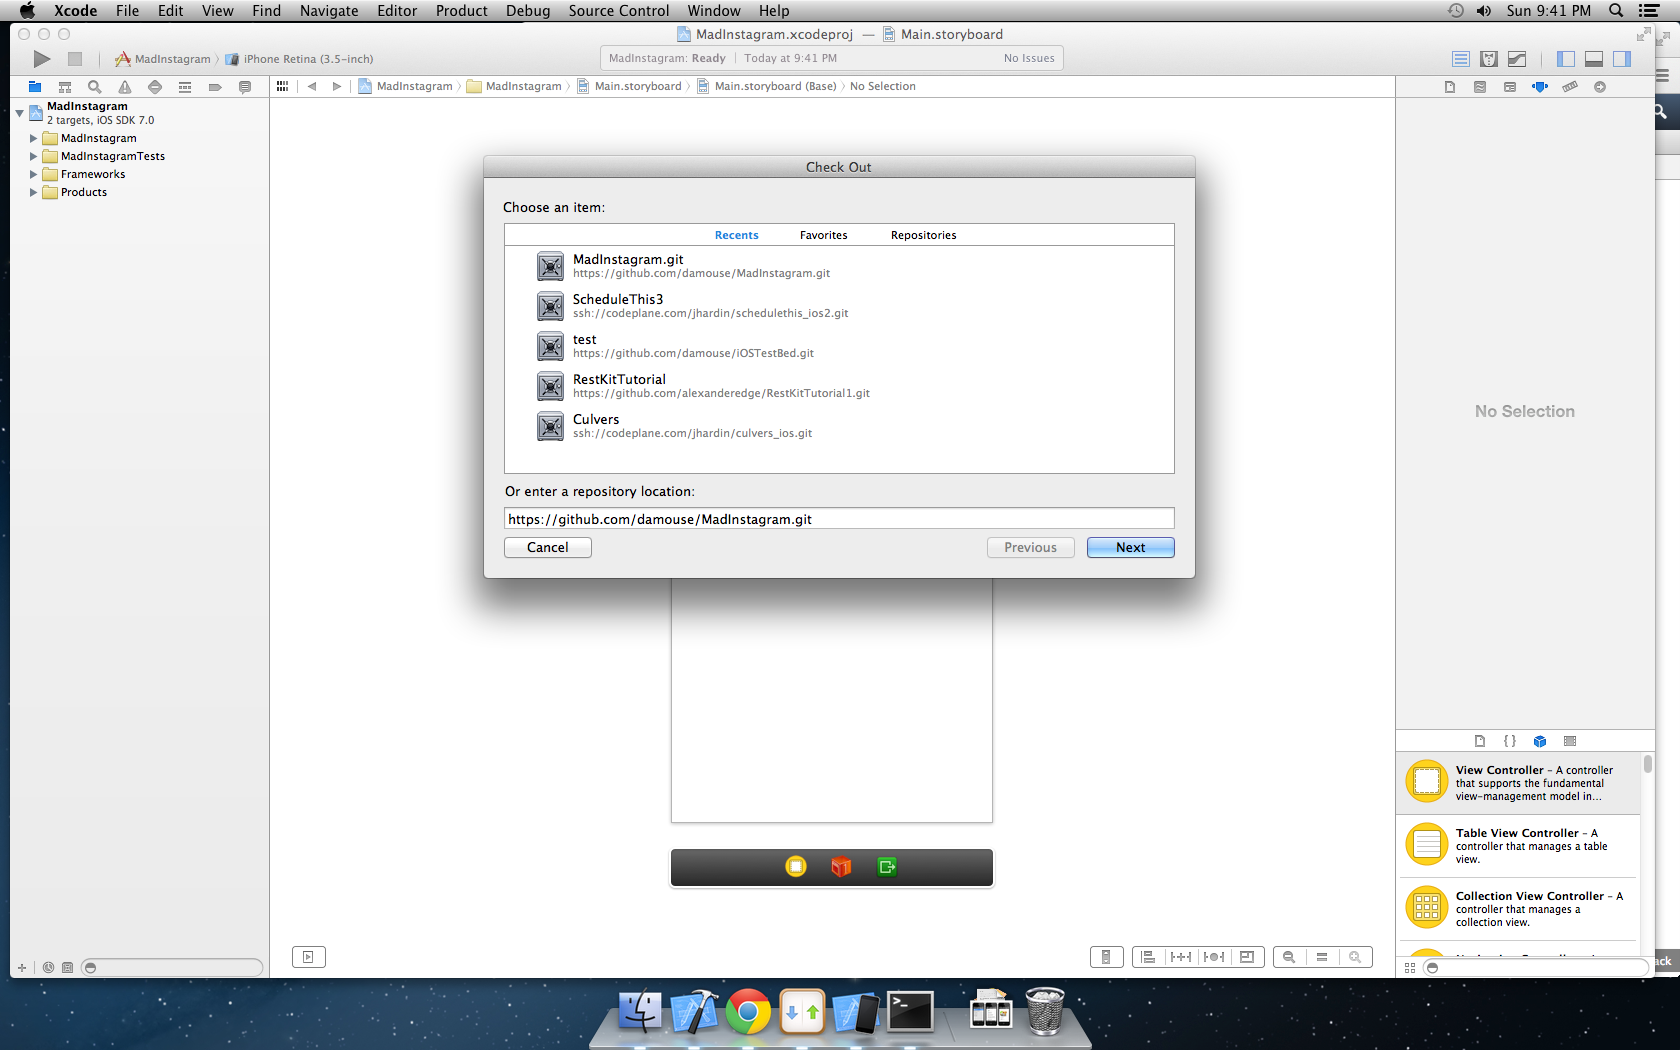 Xcode File Edit View Find Navigate Editor Product Debug Source Control Window Help Sun 9:41 PM
MadInstagram.xcodeproj — Main.storyboard
MadInstagram iPhone Retina (3.5-inch) MadInstagram: Ready Today at 9:41 PM No Issues
MadInstagram MadInstagram Main.storyboard Main.storyboard (Base) No Selection
MadInstagram
2 targets, iOS SDK 7.0
MadInstagram
MadInstagramTests
Frameworks
Products
Check Out
Choose an item:
Recents Favorites Repositories
MadInstagram.git
https://github.com/damouse/MadInstagram.git
ScheduleThis3
ssh://codeplane.com/jhardin/schedulethis_ios2.git
test
https://github.com/damouse/iOSTestBed.git
RestKitTutorial
https://github.com/alexanderedge/RestKitTutorial1.git
Culvers
ssh://codeplane.com/jhardin/culvers_ios.git
Or enter a repository location:
https://github.com/damouse/MadInstagram.git
Cancel Previous Next
No Selection
{ }
View Controller – A controller
that supports the fundamental
view-management model in...
Table View Controller – A
controller that manages a table
view.
Collection View Controller – A
controller that manages a
collection view.